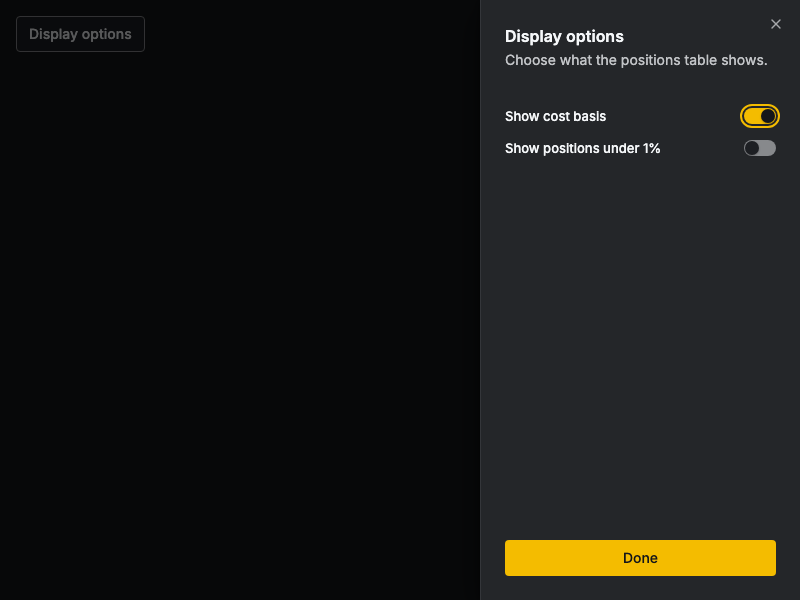 Display options
Display options
Choose what the positions table shows.
Show cost basis
Show positions under 1%
Done